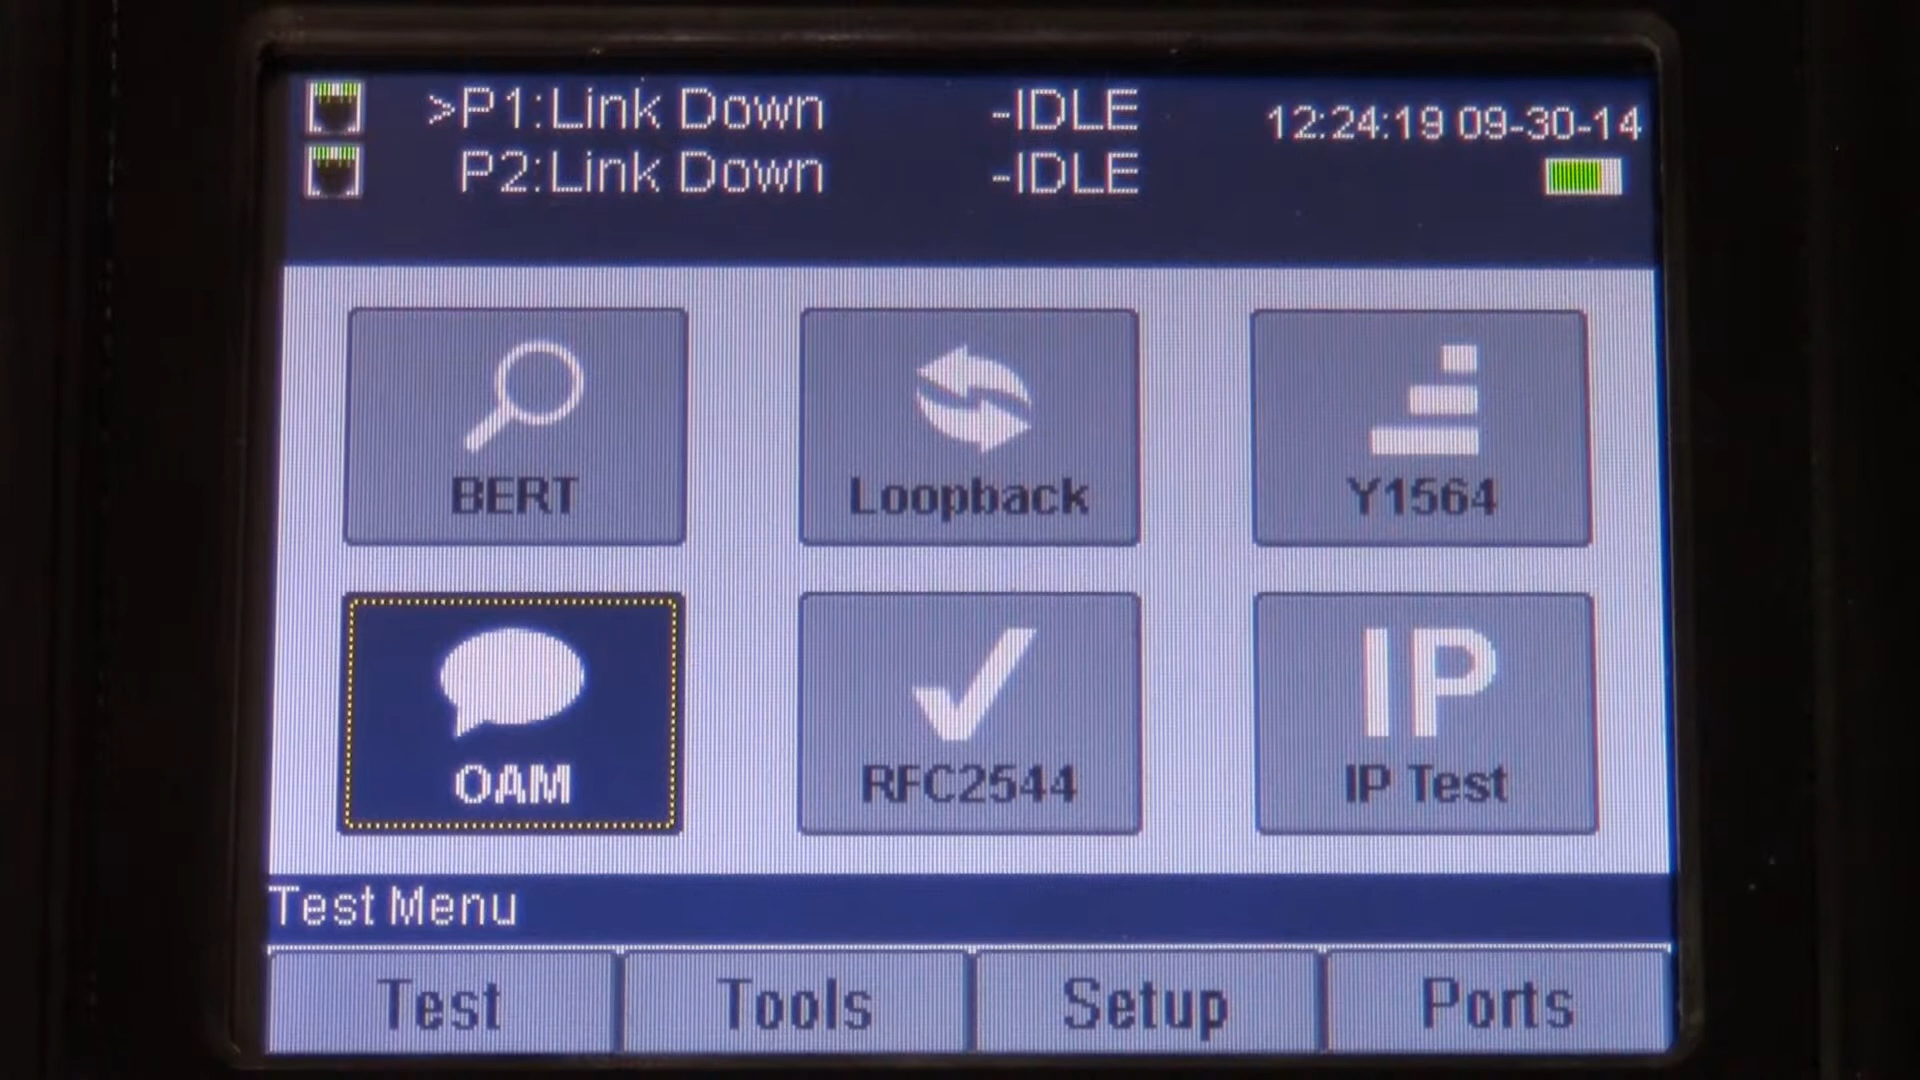 >P1:Link Down -IDLE 12:24:19 09-30-14
P2:Link Down -IDLE
BERT Loopback Y1564
IP
OAM RFC2544 IP Test
Test Menu
Test Tools Setup Ports